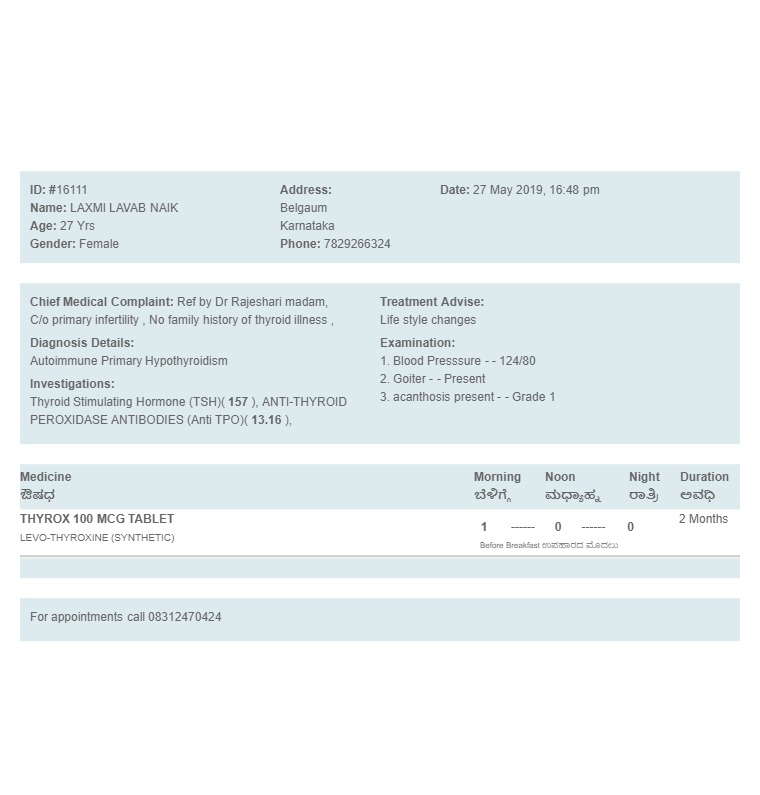 ID: #16111
Name: LAXMI LAVAB NAIK
Age: 27 Yrs
Gender: Female
Address:
Belgaum
Karnataka
Phone: 7829266324
Date: 27 May 2019, 16:48 pm
Chief Medical Complaint: Ref by Dr Rajeshari madam,
C/o primary infertility , No family history of thyroid illness ,
Diagnosis Details:
Autoimmune Primary Hypothyroidism
Investigations:
Thyroid Stimulating Hormone (TSH)( 157 ), ANTI-THYROID
PEROXIDASE ANTIBODIES (Anti TPO)( 13.16 ),
Treatment Advise:
Life style changes
Examination:
1. Blood Presssure - - 124/80
2. Goiter - - Present
3. acanthosis present - - Grade 1
Medicine Morning Noon Night Duration
ಔಷಧ ಬೆಳಿಗ್ಗೆ ಮಧ್ಯಾಹ್ನ ರಾತ್ರಿ ಅವಧಿ
THYROX 100 MCG TABLET 1 ------ 0 ------ 0 2 Months
LEVO-THYROXINE (SYNTHETIC)
Before Breakfast ಉಪಹಾರದ ಮೊದಲು
For appointments call 08312470424